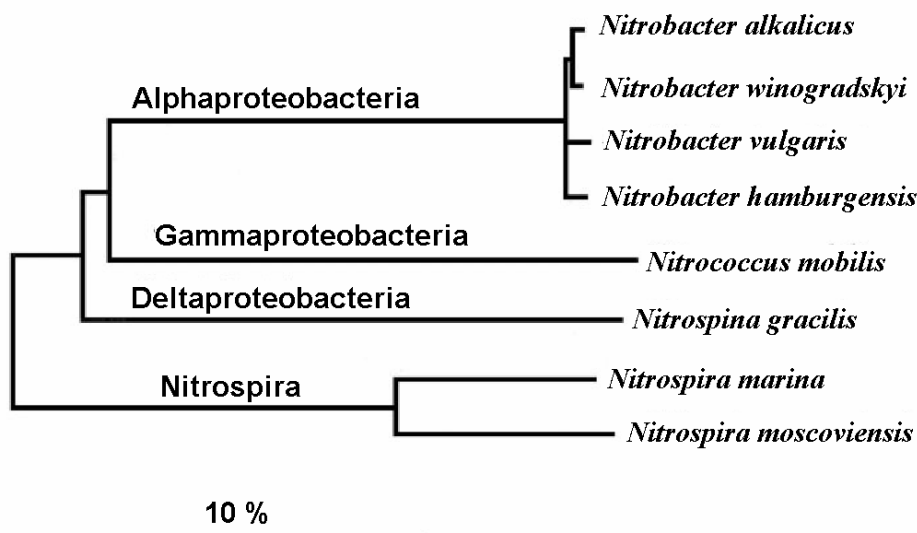 Nitrobacter alkalicus
Nitrobacter winogradskyi
Alphaproteobacteria
Nitrobacter vulgaris
Nitrobacter hamburgensis
Gammaproteobacteria
Nitrococcus mobilis
Deltaproteobacteria
Nitrospina gracilis
Nitrospira
Nitrospira marina
Nitrospira moscoviensis
10 %